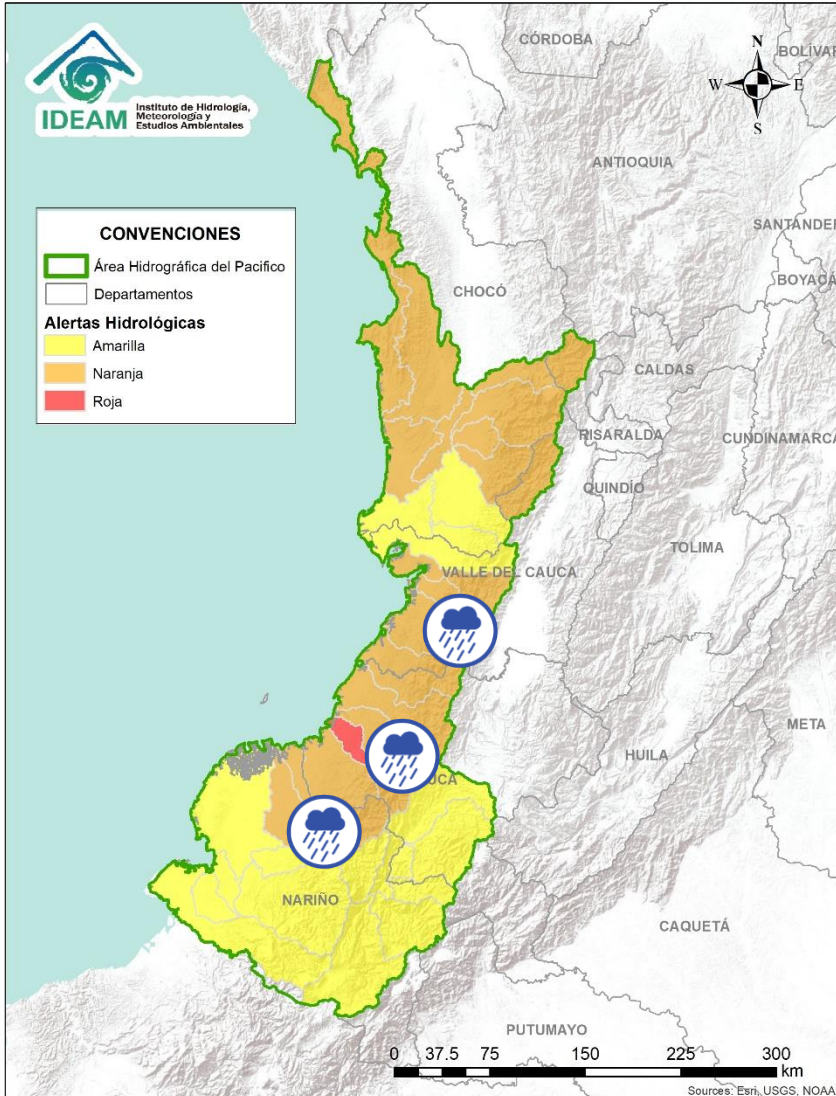 IDEAM
Instituto de Hidrología,
Meteorología y
Estudios Ambientales
CÓRDOBA
BOLÍVAR
N
W
E
S
ANTIOQUIA
SANTANDER
BOYACÁ
CONVENCIONES
Área Hidrográfica del Pacifico
Departamentos
Alertas Hidrológicas
Amarilla
Naranja
Roja
CHOCÓ
CALDAS
RISARALDA
CUNDINAMARCA
QUINDÍO
TOLIMA
VALLE DEL CAUCA
META
HUILA
UCA
NARIÑO
CAQUETÁ
PUTUMAYO
0 37.5 75 150 225 300
km
Sources: Esri, USGS, NOAA